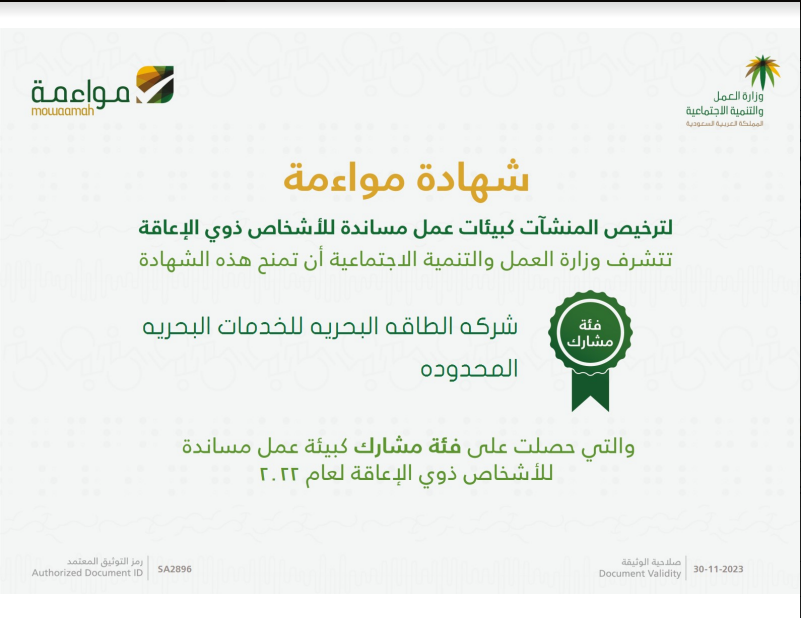 مواءمة
mowaamah
وزارة العمل
والتنمية الاجتماعية
المملكة العربية السعودية
شهادة مواءمة
لترخيص المنشآت كبيئات عمل مساندة للأشخاص ذوي الإعاقة
تتشرف وزارة العمل والتنمية الاجتماعية أن تمنح هذه الشهادة
فئة
مشارك
شركه الطاقه البحريه للخدمات البحريه
المحدوده
والتي حصلت على فئة مشارك كبيئة عمل مساندة
للأشخاص ذوي الإعاقة لعام ٢٠٢٢
رمز التوثيق المعتمد
Authorized Document ID
SA2896
صلاحية الوثيقة
Document Validity
30-11-2023